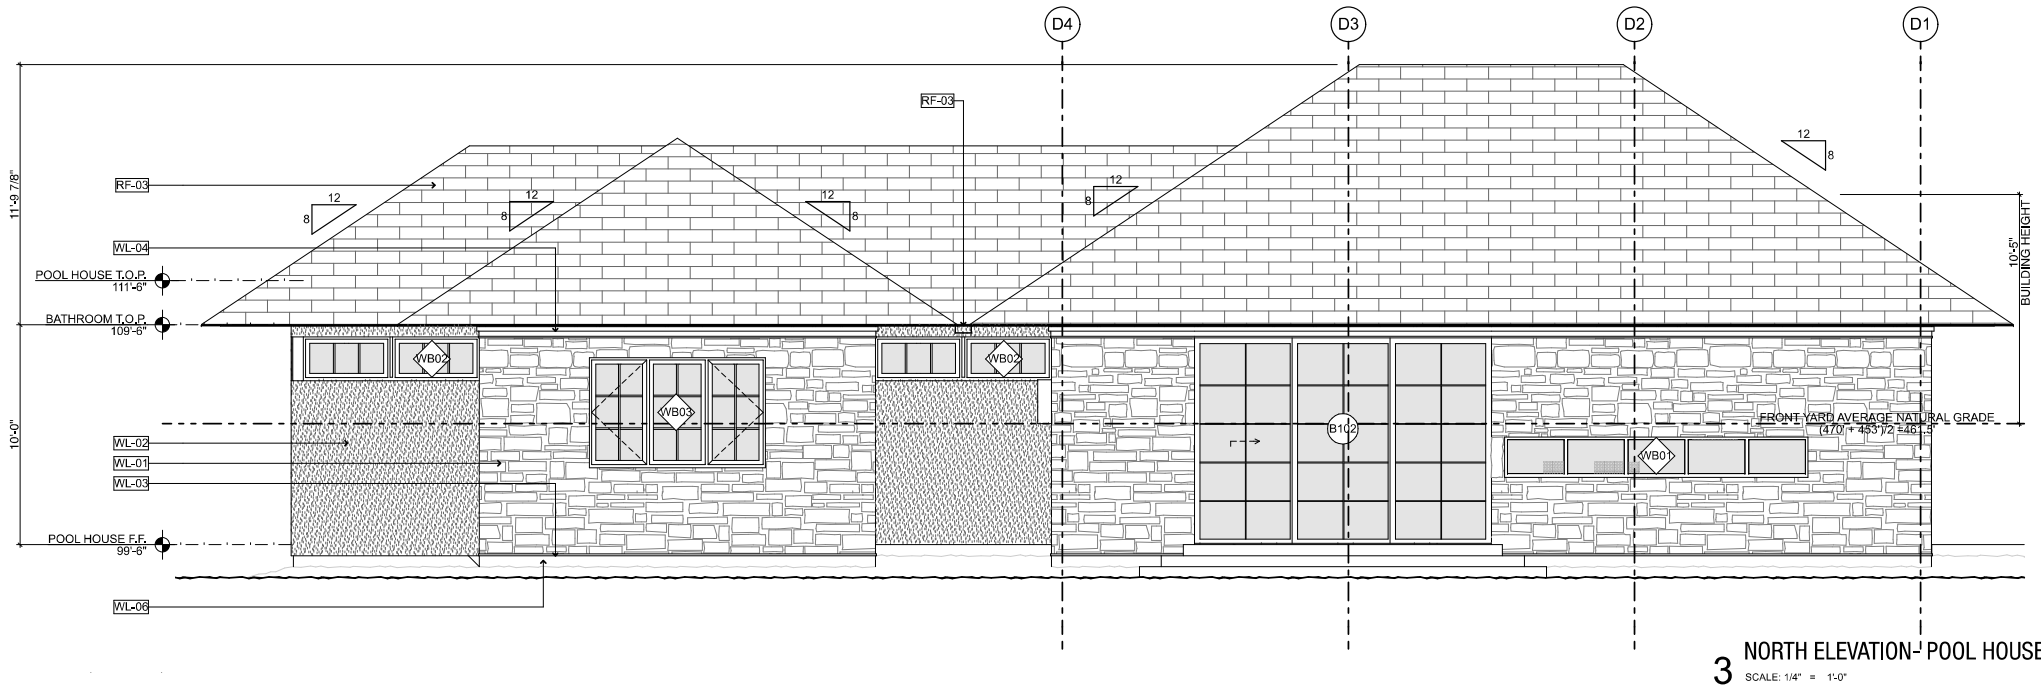 D4
D3
D2
D1
RF-03
12
8
RF-03
12
8
12
8
12
8
12
8
11'-9 7/8"
WL-04
10'-5"
BUILDING HEIGHT
POOL HOUSE T.O.P.
111'-6"
BATHROOM T.O.P.
109'-6"
WB02
WB02
WB03
B102
FRONT YARD AVERAGE NATURAL GRADE
(470' + 453')/2 =461.5'
10'-0"
WL-02
WL-01
WB01
WL-03
POOL HOUSE F.F.
99'-6"
WL-06
3
NORTH ELEVATION- POOL HOUSE
SCALE: 1/4" = 1'-0"